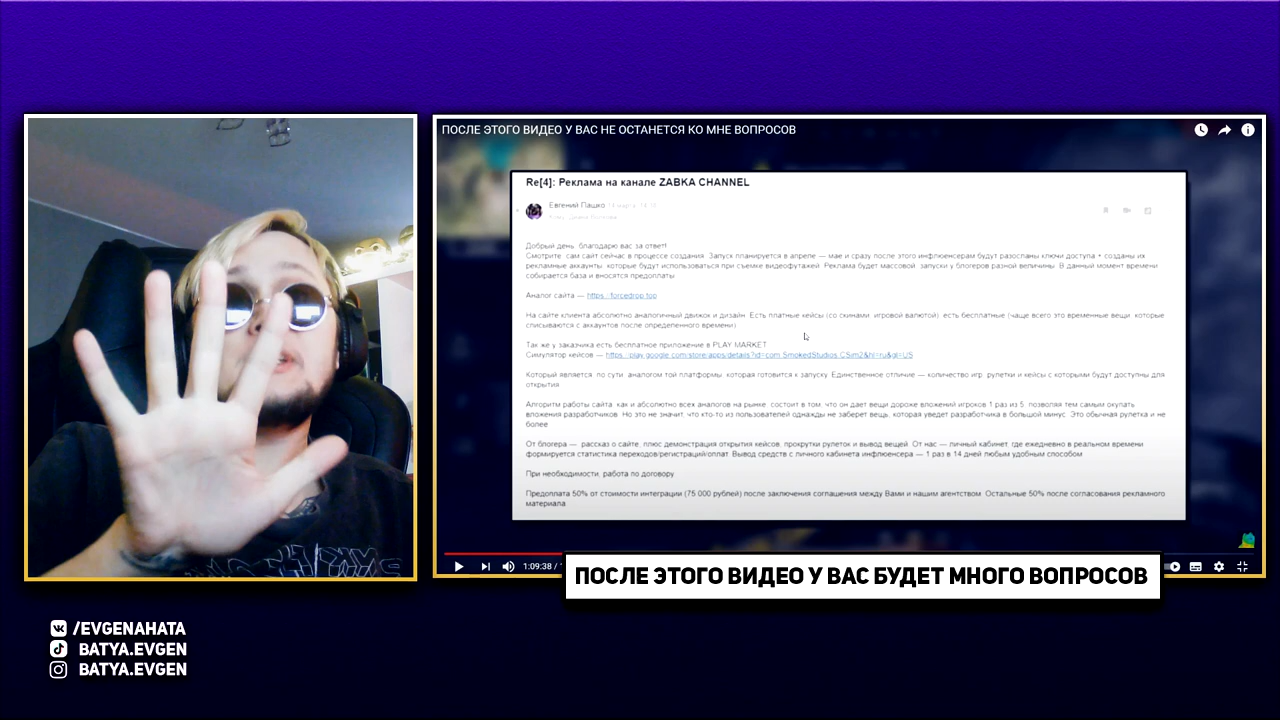 ПОСЛЕ ЭТОГО ВИДЕО У ВАС НЕ ОСТАНЕТСЯ КО МНЕ ВОПРОСОВ
Re[4]: Реклама на канале ZABKA CHANNEL
Евгений Пашко
Добрый день благодарю вас за ответ!
Смотрите сам сайт сейчас в процессе создания Запуск планируется в апреле — мае и сразу после этого инфлюенсерам будут разосланы ключи доступа + созданы их
рекламные аккаунты которые будут использоваться при съемке видеофутажей Реклама будет массовой запуски у блогеров разной величины В данный момент времени
собирается база и вносятся предоплаты
Аналог сайта — https://forcedrop.top
На сайте клиента абсолютно аналогичный движок и дизайн Есть платные кейсы (со скинами игровой валютой) есть бесплатные (чаще всего это временные вещи которые
списываются с аккаунтов после определенного времени)
Так же у заказчика есть бесплатное приложение в PLAY MARKET
Симулятор кейсов — https://play.google.com/store/apps/details?id=com.SmokedStudios.CSim2&hl=ru&gl=US
Который является по сути аналогом той платформы которая готовится к запуску Единственное отличие — количество игр рулетки и кейсы с которыми будут доступны для
открытия
Алгоритм работы сайта как и абсолютно всех аналогов на рынке состоит в том что он дает вещи дороже вложений игроков 1 раз из 5 позволяя тем самым окупать
вложения разработчиков Но это не значит что кто-то из пользователей однажды не заберет вещь которая уведет разработчика в большой минус Это обычная рулетка и не
более
От блогера — рассказ о сайте, плюс демонстрация открытия кейсов, прокрутки рулеток и вывод вещей От нас — личный кабинет, где ежедневно в реальном времени
формируется статистика переходов/регистраций/оплат Вывод средств с личного кабинета инфлюенсера — 1 раз в 14 дней любым удобным способом
При необходимости, работа по договору
Предоплата 50% от стоимости интеграции (75 000 рублей) после заключения соглашения между Вами и нашим агентством Остальные 50% после согласования рекламного
материала
1:09:38 /
ПОСЛЕ ЭТОГО ВИДЕО У ВАС БУДЕТ МНОГО ВОПРОСОВ
/EVGENAHATA
BATYA.EVGEN
BATYA.EVGEN